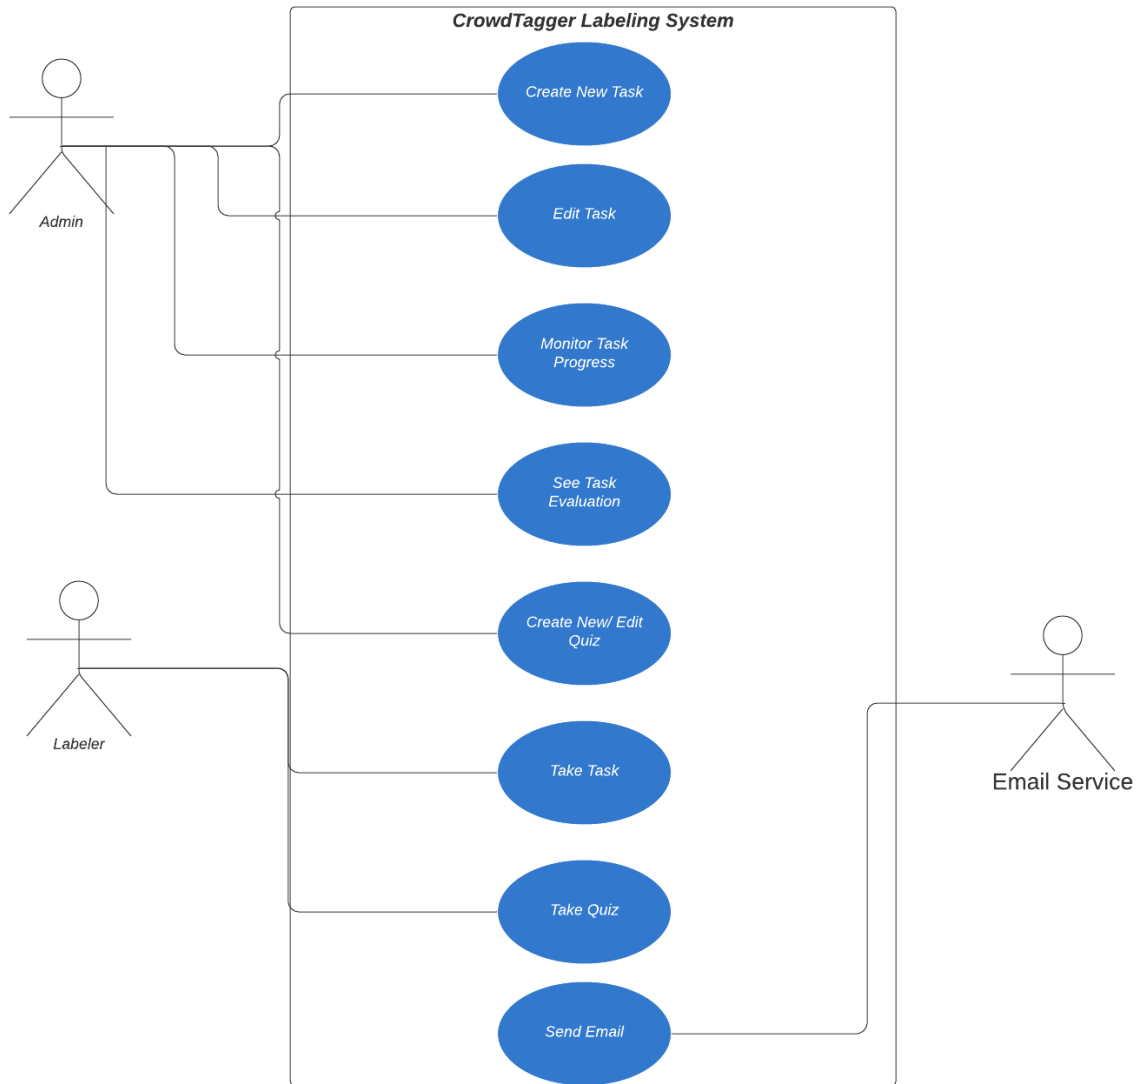 CrowdTagger Labeling System
Create New Task
Edit Task
Admin
Monitor Task
Progress
See Task
Evaluation
Create New/ Edit
Quiz
Labeler
Take Task
Email Service
Take Quiz
Send Email